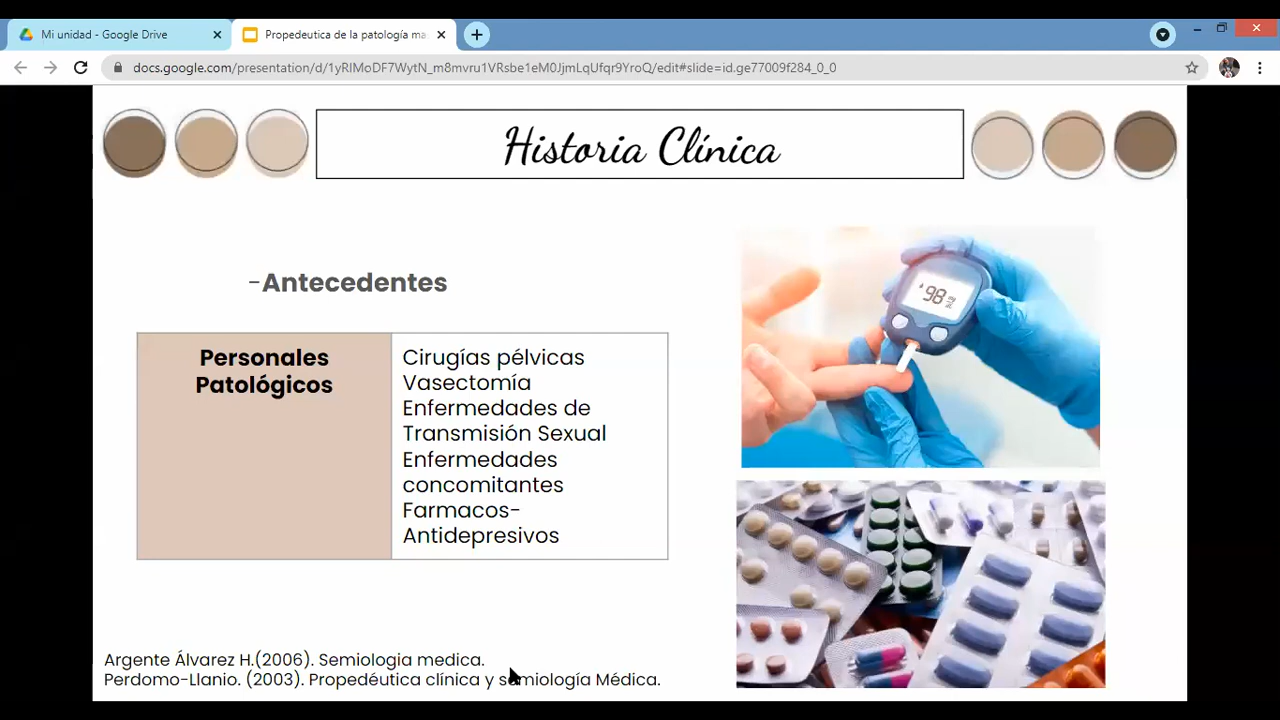 Mi unidad - Google Drive
Propedeutica de la patología ma
docs.google.com/presentation/d/1yRlMoDF7WytN_m8mvru1VRsbe1eM0JjmLqUfqr9YroQ/edit#slide=id.ge77009f284_0_0
Historia Clínica
-Antecedentes
Personales
Patológicos
Cirugías pélvicas
Vasectomía
Enfermedades de
Transmisión Sexual
Enfermedades
concomitantes
Farmacos-
Antidepresivos
98
Argente Álvarez H.(2006). Semiologia medica.
Perdomo-Llanio. (2003). Propedéutica clínica y semiología Médica.